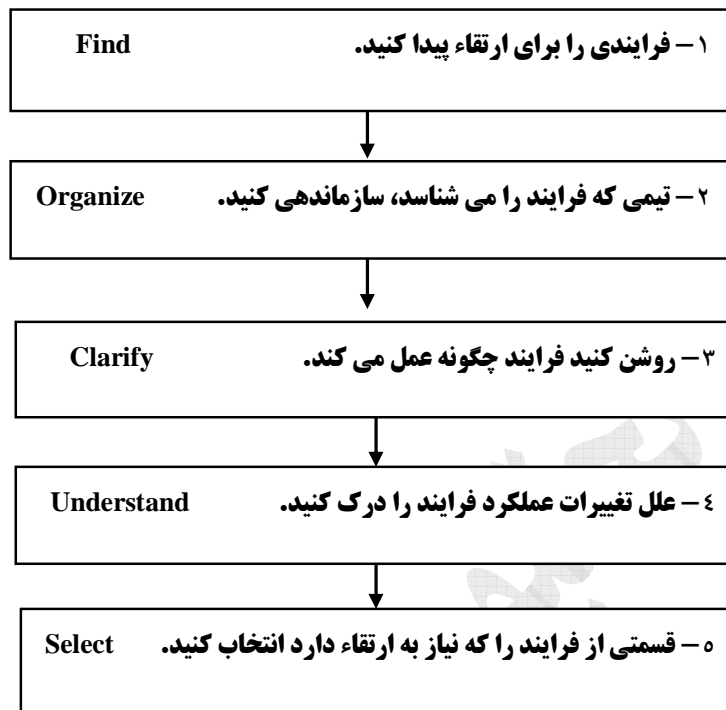 ۱ – فرایندی را برای ارتقاء پیدا کنید. Find
۲ – تیمی که فرایند را می شناسد، سازماندهی کنید. Organize
۳ – روشن کنید فرایند چگونه عمل می کند. Clarify
٤ – علل تغییرات عملکرد فرایند را درک کنید. Understand
٥ – قسمتی از فرایند را که نیاز به ارتقاء دارد انتخاب کنید. Select